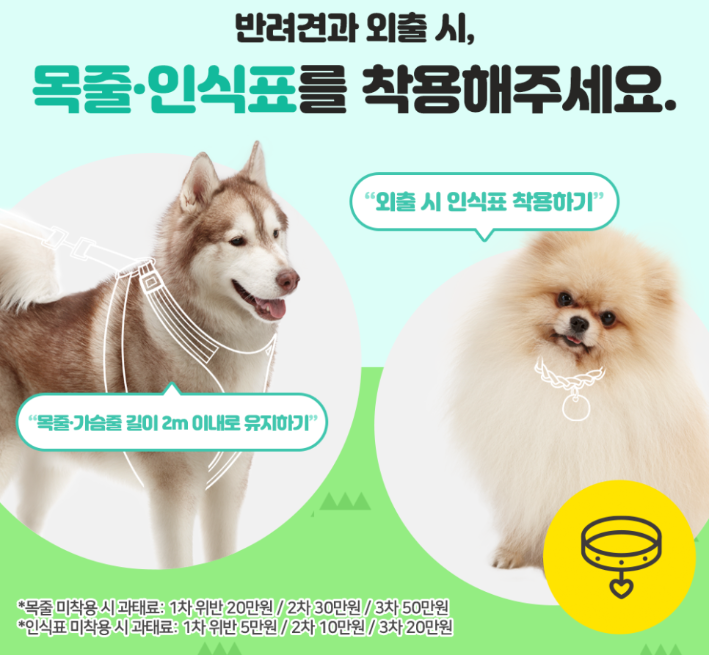 반려견과 외출 시,
목줄·인식표를 착용해주세요.
“외출 시 인식표 착용하기”
“목줄·가슴줄 길이 2m 이내로 유지하기”
*목줄 미착용 시 과태료: 1차 위반 20만원 / 2차 30만원 / 3차 50만원
*인식표 미착용 시 과태료: 1차 위반 5만원 / 2차 10만원 / 3차 20만원